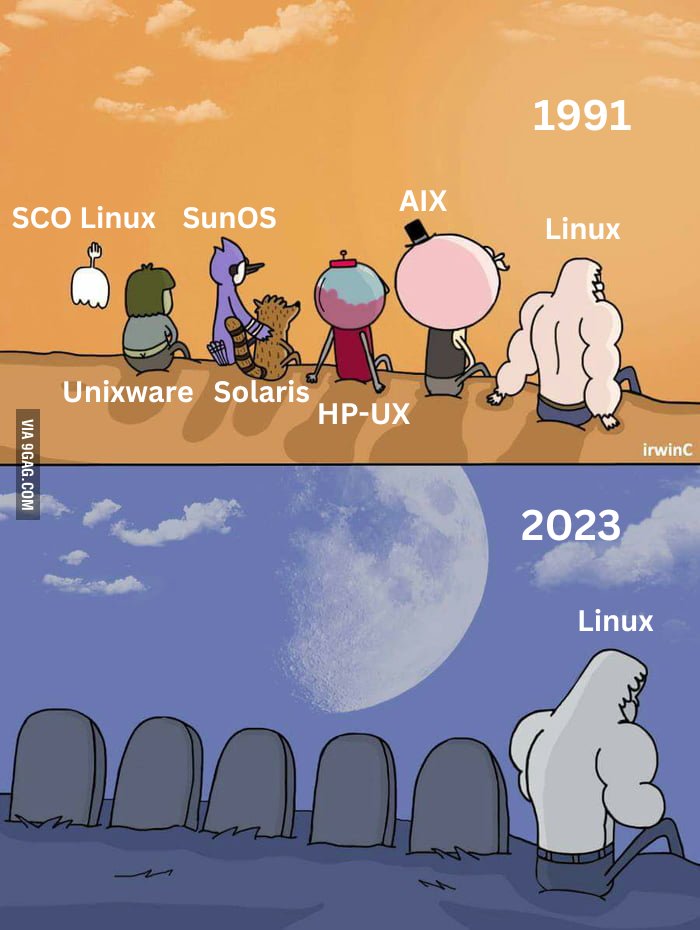 1991
AIX
SCO Linux
SunOS
Linux
Unixware
Solaris
HP-UX
irwinC
VIA 9GAG.COM
2023
Linux